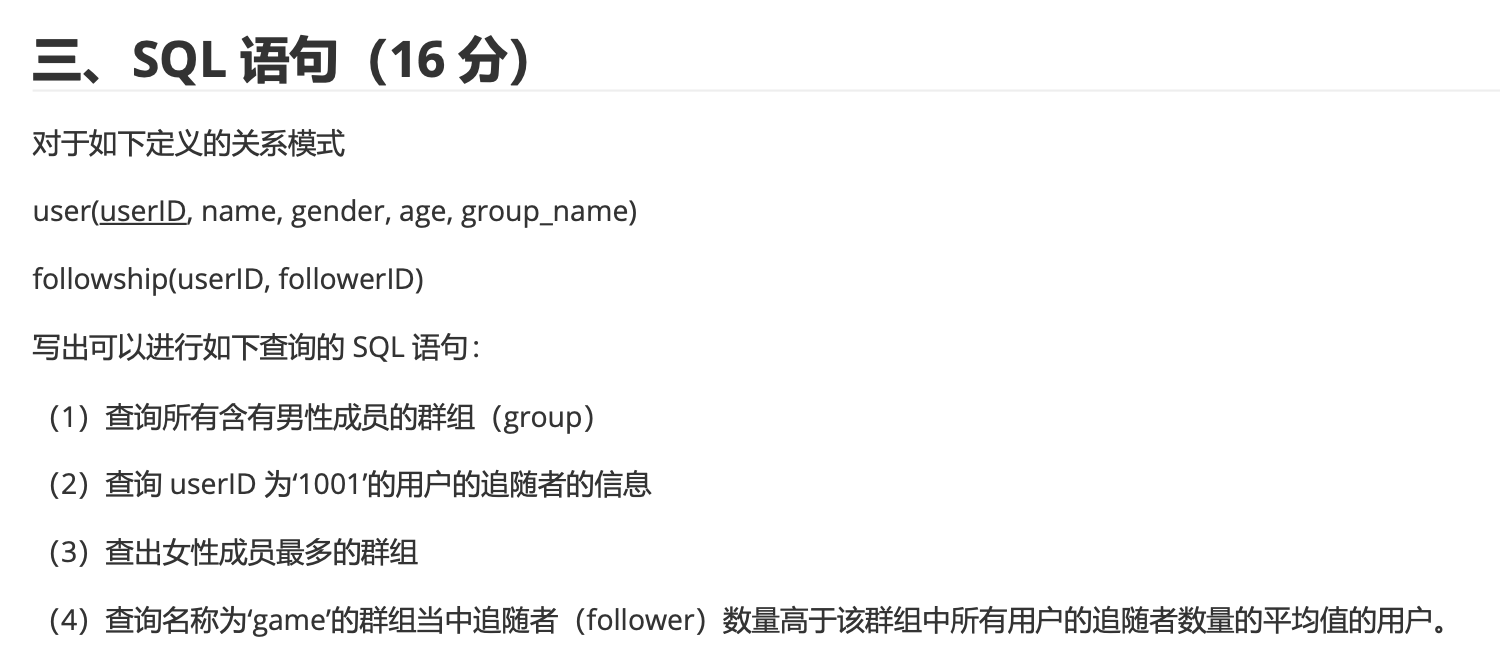 三、SQL 语句（16 分）
对于如下定义的关系模式
user(userID, name, gender, age, group_name)
followship(userID, followerID)
写出可以进行如下查询的 SQL 语句：
（1）查询所有含有男性成员的群组（group）
（2）查询 userID 为‘1001’的用户的追随者的信息
（3）查出女性成员最多的群组
（4）查询名称为‘game’的群组当中追随者（follower）数量高于该群组中所有用户的追随者数量的平均值的用户。